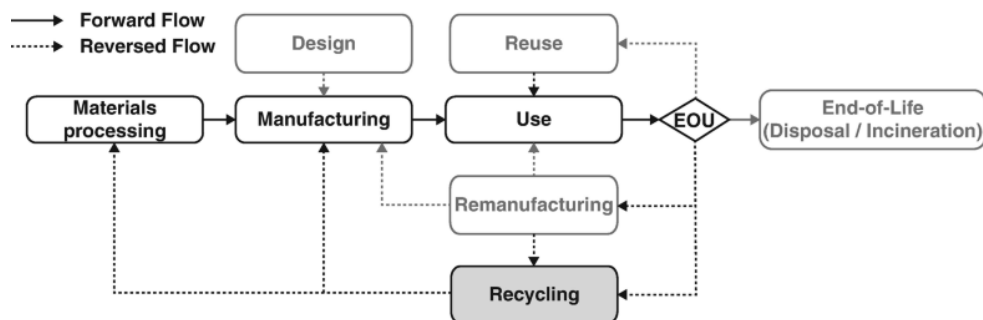 Forward Flow
Reversed Flow
Design
Reuse
Materials
processing
Manufacturing
Use
EOU
End-of-Life
(Disposal / Incineration)
Remanufacturing
Recycling